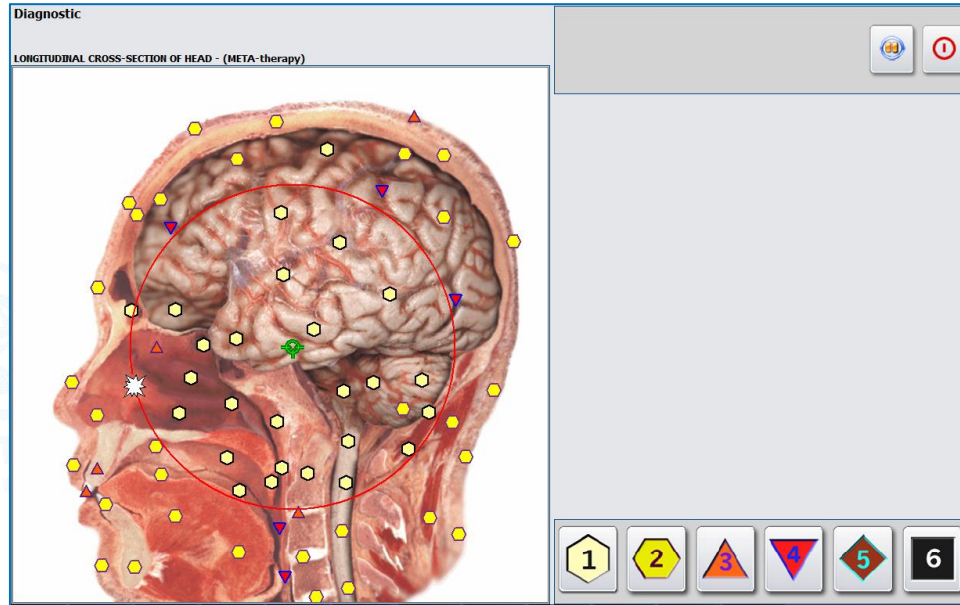 Diagnostic
LONGITUDINAL CROSS-SECTION OF HEAD - (META-therapy)
1 2 3 4 5 6